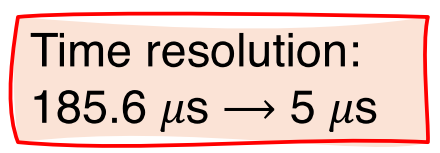 Time resolution:
185.6 𝜇s ⟶ 5 𝜇s